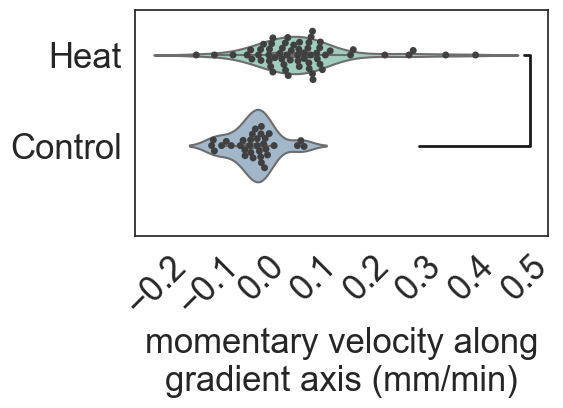 Heat
Control
−0.2 −0.1 0.0 0.1 0.2 0.3 0.4 0.5
momentary velocity along
gradient axis (mm/min)